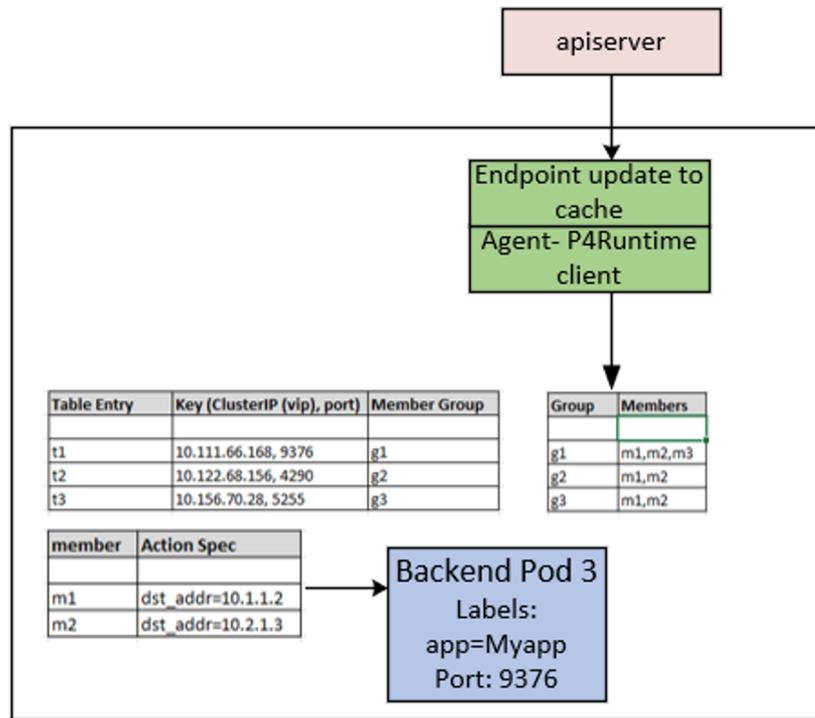 apiserver
Endpoint update to
cache
Agent- P4Runtime
client
Table Entry Key (ClusterIP (vip), port) Member Group
t1 10.111.66.168, 9376 g1
t2 10.122.68.156, 4290 g2
t3 10.156.70.28, 5255 g3
Group Members
g1 m1,m2,m3
g2 m1,m2
g3 m1,m2
member Action Spec
m1 dst_addr=10.1.1.2
m2 dst_addr=10.2.1.3
Backend Pod 3
Labels:
app=Myapp
Port: 9376